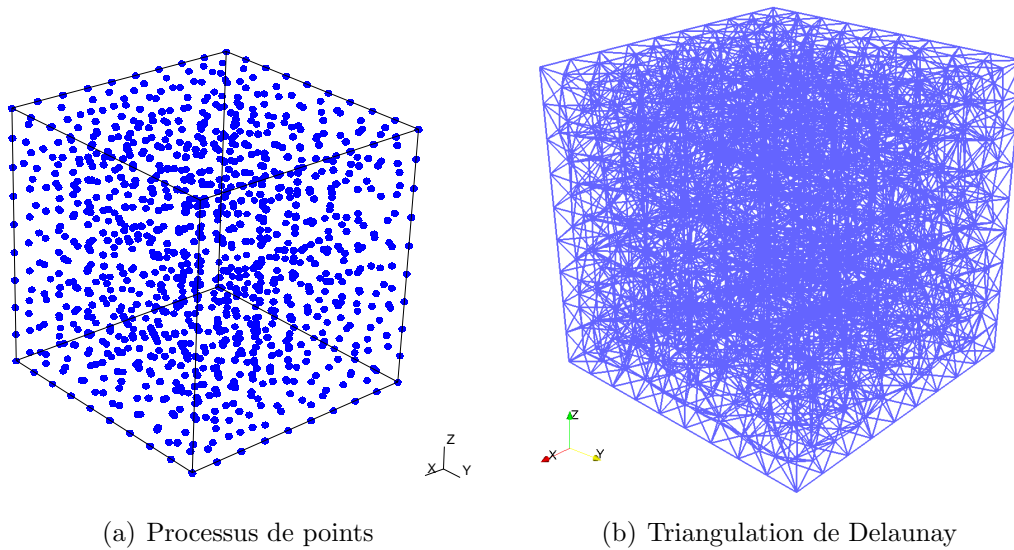 Z
X
Y
Z
X
Y
(a) Processus de points
(b) Triangulation de Delaunay